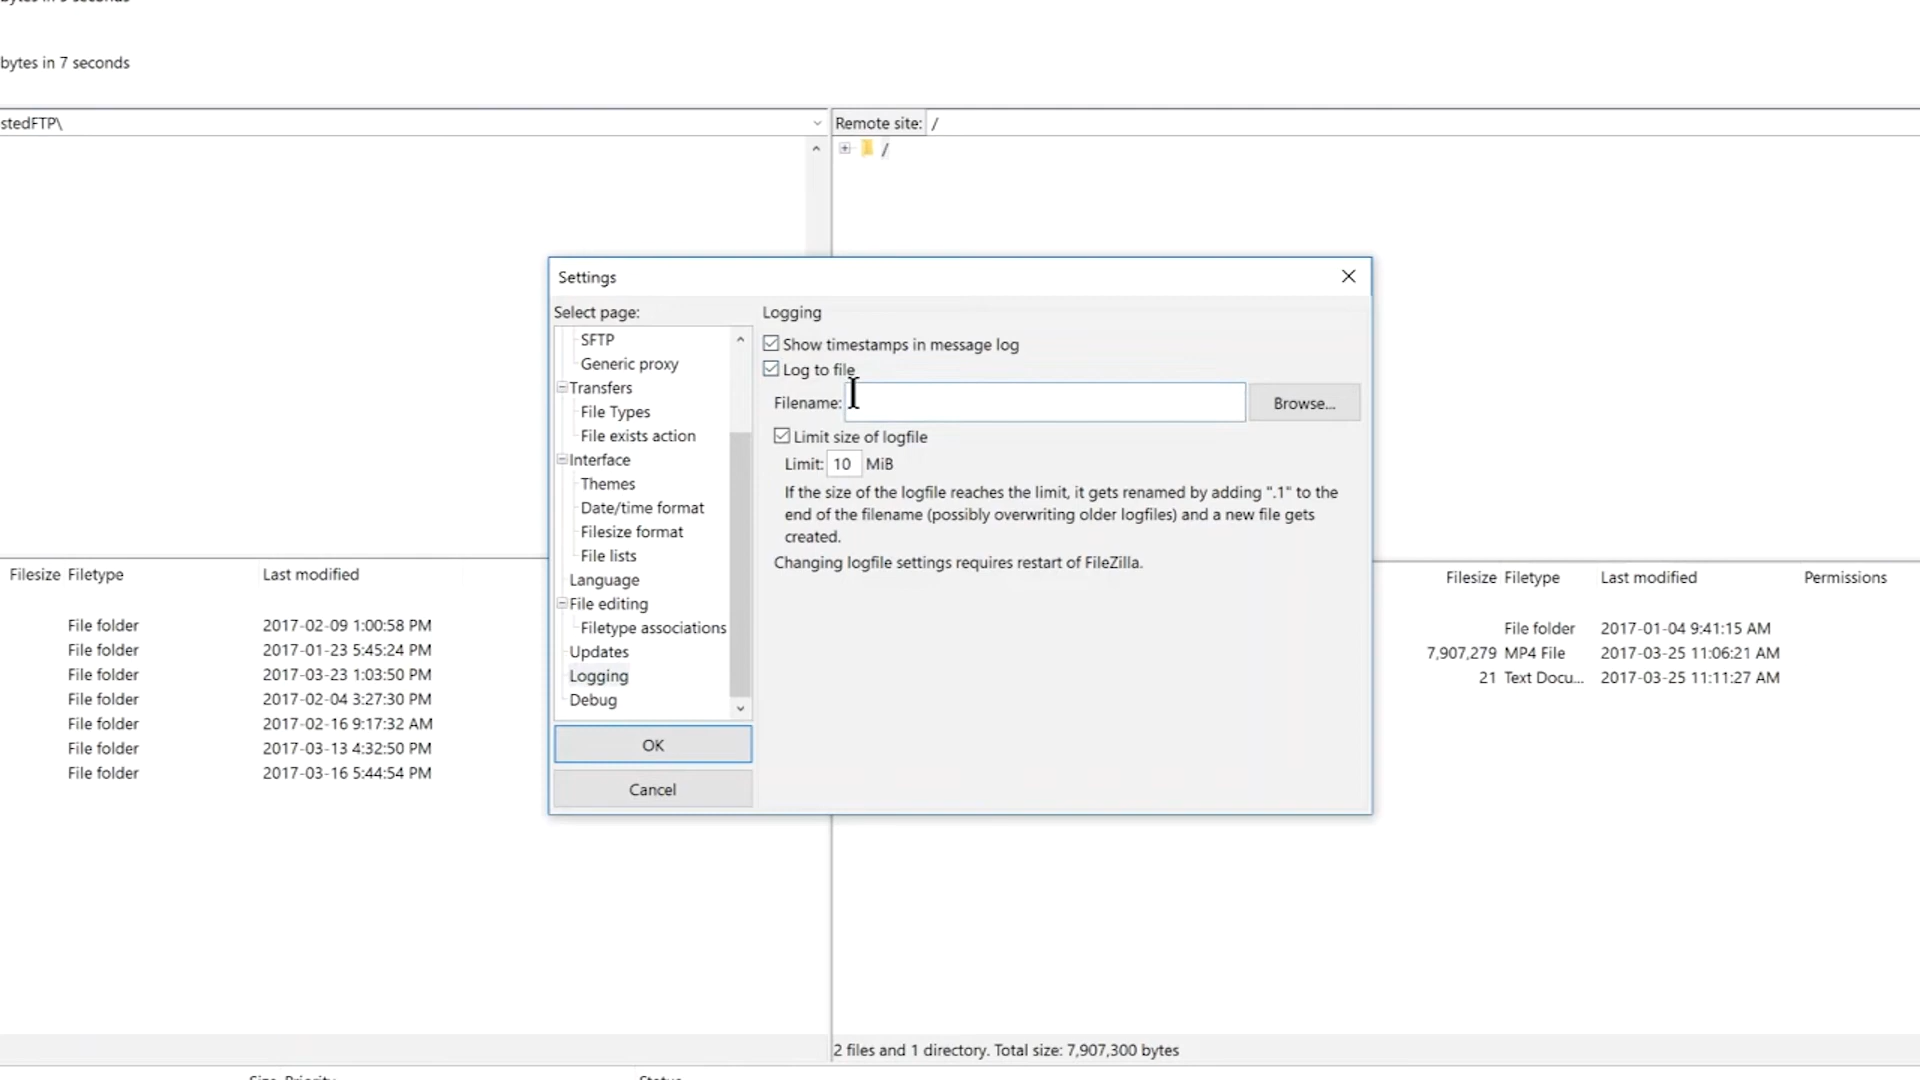 bytes in 7 seconds
stedFTP\
Remote site: /
/
Settings
Select page:
SFTP
Generic proxy
Transfers
File Types
File exists action
Interface
Themes
Date/time format
Filesize format
File lists
Language
File editing
Filetype associations
Updates
Logging
Debug
OK
Cancel
Logging
Show timestamps in message log
Log to file
Filename:
Browse...
Limit size of logfile
Limit: 10 MiB
If the size of the logfile reaches the limit, it gets renamed by adding ".1" to the
end of the filename (possibly overwriting older logfiles) and a new file gets
created.
Changing logfile settings requires restart of FileZilla.
Filesize Filetype Last modified
File folder 2017-02-09 1:00:58 PM
File folder 2017-01-23 5:45:24 PM
File folder 2017-03-23 1:03:50 PM
File folder 2017-02-04 3:27:30 PM
File folder 2017-02-16 9:17:32 AM
File folder 2017-03-13 4:32:50 PM
File folder 2017-03-16 5:44:54 PM
Filesize Filetype Last modified Permissions
File folder 2017-01-04 9:41:15 AM
7,907,279 MP4 File 2017-03-25 11:06:21 AM
21 Text Docu... 2017-03-25 11:11:27 AM
2 files and 1 directory. Total size: 7,907,300 bytes
Size Priority Status